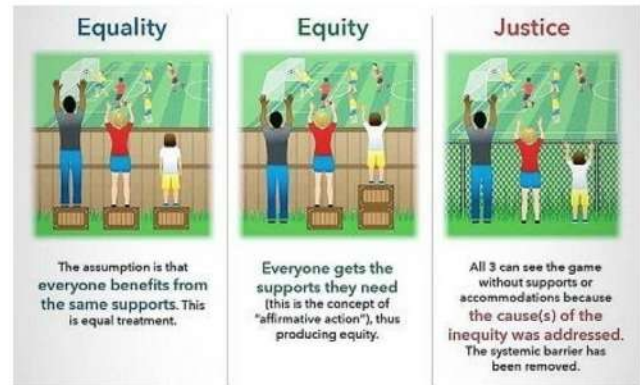 Equality
The assumption is that
everyone benefits from
the same supports. This
is equal treatment.
Equity
Everyone gets the
supports they need
(this is the concept of
"affirmative action"), thus
producing equity.
Justice
All 3 can see the game
without supports or
accommodations because
the cause(s) of the
inequity was addressed.
The systemic barrier has
been removed.